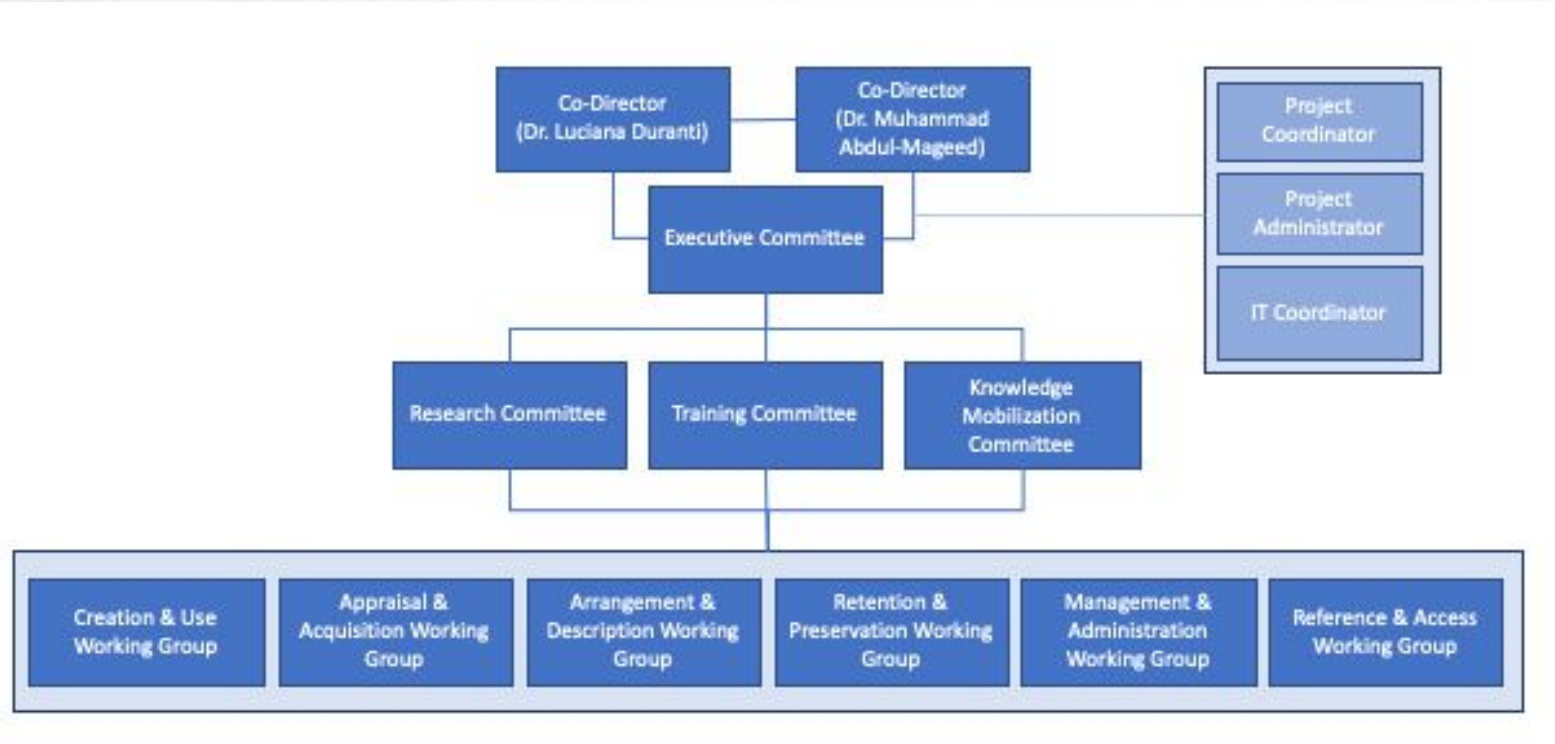 Co-Director
(Dr. Luciana Duranti)
Co-Director
(Dr. Muhammad
Abdul-Mageed)
Project
Coordinator
Project
Administrator
IT Coordinator
Executive Committee
Research Committee
Training Committee
Knowledge
Mobilization
Committee
Creation & Use
Working Group
Appraisal &
Acquisition Working
Group
Arrangement &
Description Working
Group
Retention &
Preservation Working
Group
Management &
Administration
Working Group
Reference & Access
Working Group